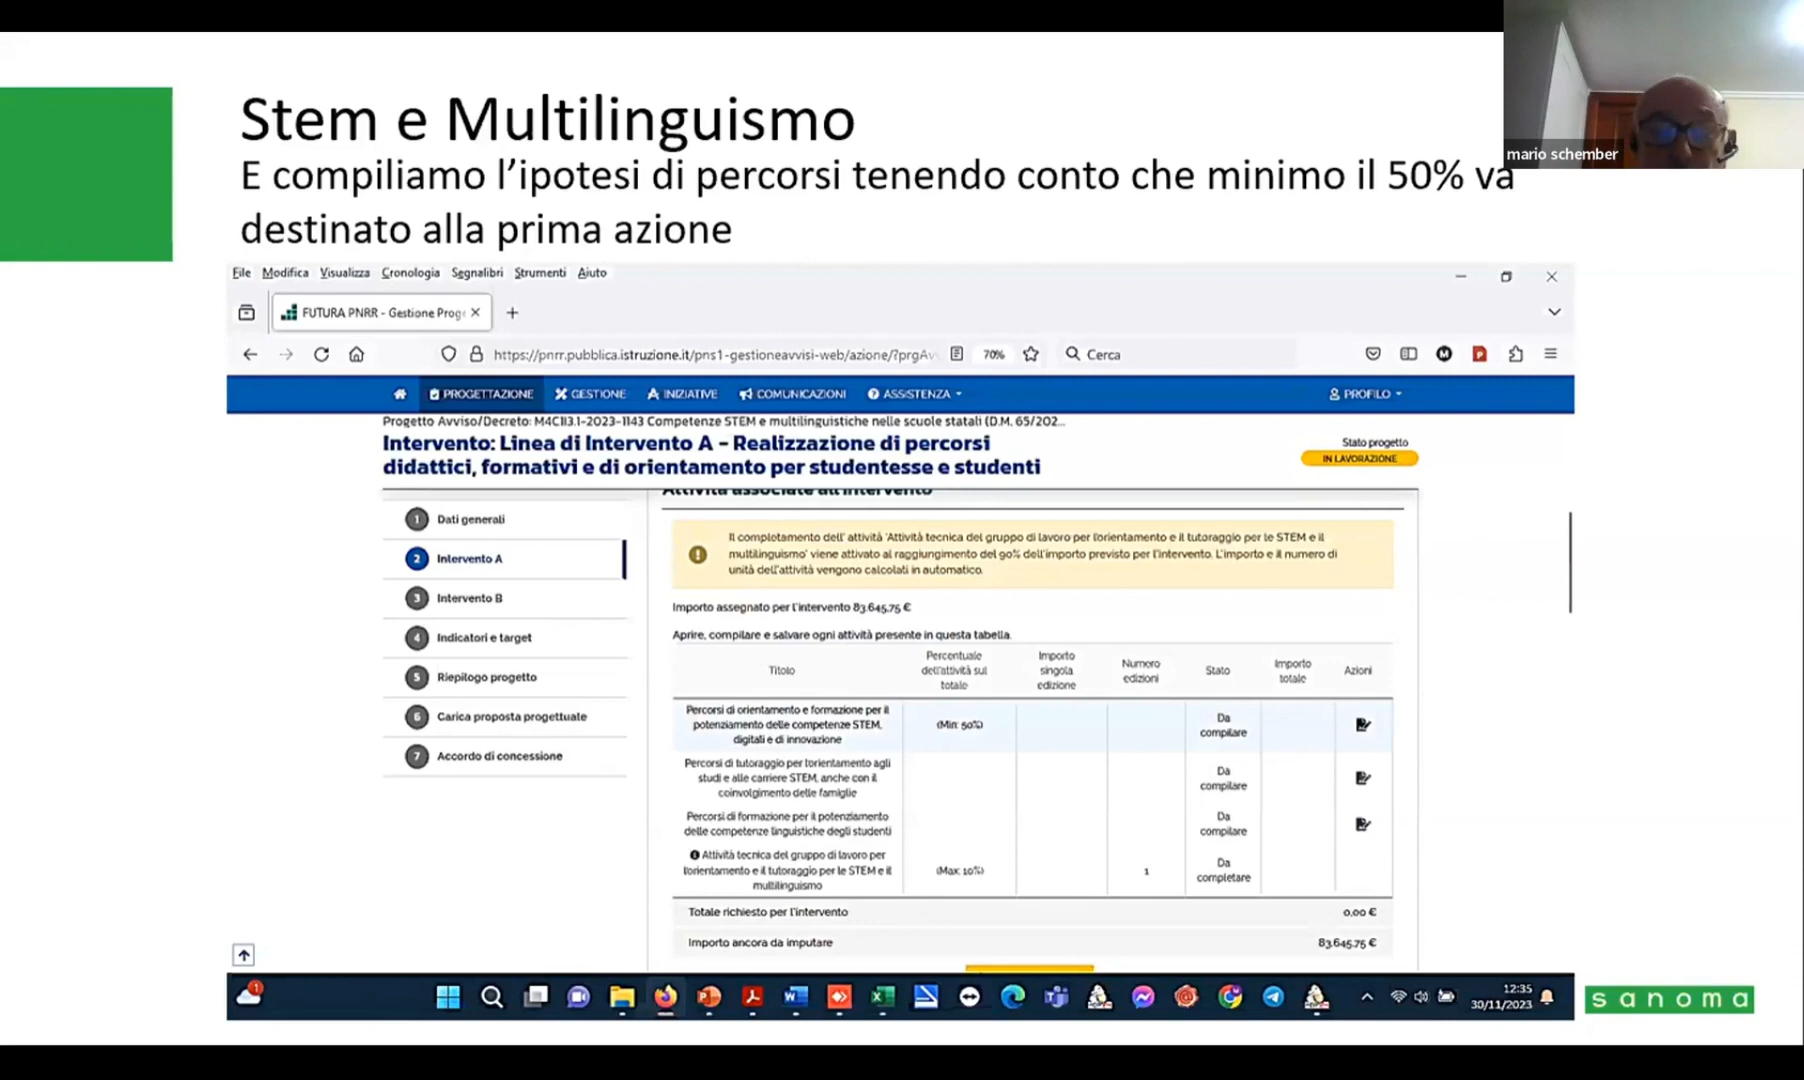 Stem e Multilinguismo
E compiliamo l'ipotesi di percorsi tenendo conto che minimo il 50% va
destinato alla prima azione
mario schember
File Modifica Visualizza Cronologia Segnalibri Strumenti Aiuto
FUTURA PNRR - Gestione Prog
https://pnrr.pubblica.istruzione.it/pns1-gestioneavvisi-web/azione/?prgAv
70%
Cerca
PROGETTAZIONE GESTIONE INIZIATIVE COMUNICAZIONI ASSISTENZA PROFILO
Progetto Avviso/Decreto: M4C1I3.1-2023-1143 Competenze STEM e multilinguistiche nelle scuole statali (D.M. 65/202...
Intervento: Linea di Intervento A - Realizzazione di percorsi
didattici, formativi e di orientamento per studentesse e studenti
Stato progetto
IN LAVORAZIONE
1 Dati generali
2 Intervento A
3 Intervento B
4 Indicatori e target
5 Riepilogo progetto
6 Carica proposta progettuale
7 Accordo di concessione
Attività associate all'intervento
Il completamento dell' attività 'Attività tecnica del gruppo di lavoro per l'orientamento e il tutoraggio per le STEM e il
multilinguismo' viene attivato al raggiungimento del 90% dell'importo previsto per l'intervento. L'importo e il numero di
unità dell'attività vengono calcolati in automatico.
Importo assegnato per l'intervento 83.645,75 €
Aprire, compilare e salvare ogni attività presente in questa tabella.
Titolo
Percentuale
dell'attività sul
totale
Importo
singola
edizione
Numero
edizioni
Stato
Importo
totale
Azioni
Percorsi di orientamento e formazione per il
potenziamento delle competenze STEM,
digitali e di innovazione
(Min: 50%)
Da
compilare
Percorsi di tutoraggio per l'orientamento agli
studi e alle carriere STEM, anche con il
coinvolgimento delle famiglie
Da
compilare
Percorsi di formazione per il potenziamento
delle competenze linguistiche degli studenti
Da
compilare
Attività tecnica del gruppo di lavoro per
l'orientamento e il tutoraggio per le STEM e il
multilinguismo
(Max: 10%)
1
Da
completare
Totale richiesto per l'intervento 0,00 €
Importo ancora da imputare 83.645,75 €
12:35
30/11/2023
sanoma